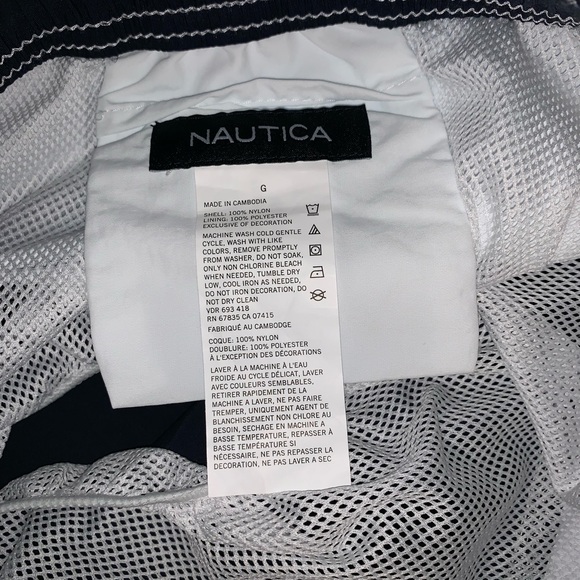 NAUTICA
G
MADE IN CAMBODIA
SHELL: 100% NYLON
LINING: 100% POLYESTER
EXCLUSIVE OF DECORATION
MACHINE WASH COLD GENTLE
CYCLE, WASH WITH LIKE
COLORS, REMOVE PROMPTLY
FROM WASHER, DO NOT SOAK,
ONLY NON CHLORINE BLEACH
WHEN NEEDED, TUMBLE DRY
LOW, COOL IRON AS NEEDED,
DO NOT IRON DECORATION, DO
NOT DRY CLEAN
VDR 693 418
RN 67835 CA 07415
FABRIQUÉ AU CAMBODGE
COQUE: 100% NYLON
DOUBLURE: 100% POLYESTER
À L'EXCEPTION DES DÉCORATIONS
LAVER À LA MACHINE À L'EAU
FROIDE AU CYCLE DÉLICAT, LAVER
AVEC COULEURS SEMBLABLES,
RETIRER RAPIDEMENT DE LA
MACHINE A LAVER, NE PAS FAIRE
TREMPER, UNIQUEMENT AGENT DE
BLANCHISSEMENT NON CHLORE AU
BESOIN, SECHAGE EN MACHINE A
BASSE TEMPERATURE, REPASSER À
BASSE TEMPÉRATURE SI
NÉCESSAIRE, NE PAS REPASSER LA
DECORATION, NE PAS LAVER A SEC